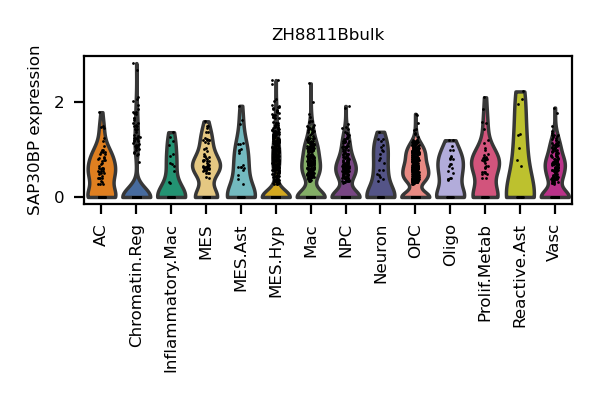 ZH8811Bbulk
SAP30BP expression
2
0
AC
Chromatin.Reg
Inflammatory.Mac
MES
MES.Ast
MES.Hyp
Mac
NPC
Neuron
OPC
Oligo
Prolif.Metab
Reactive.Ast
Vasc